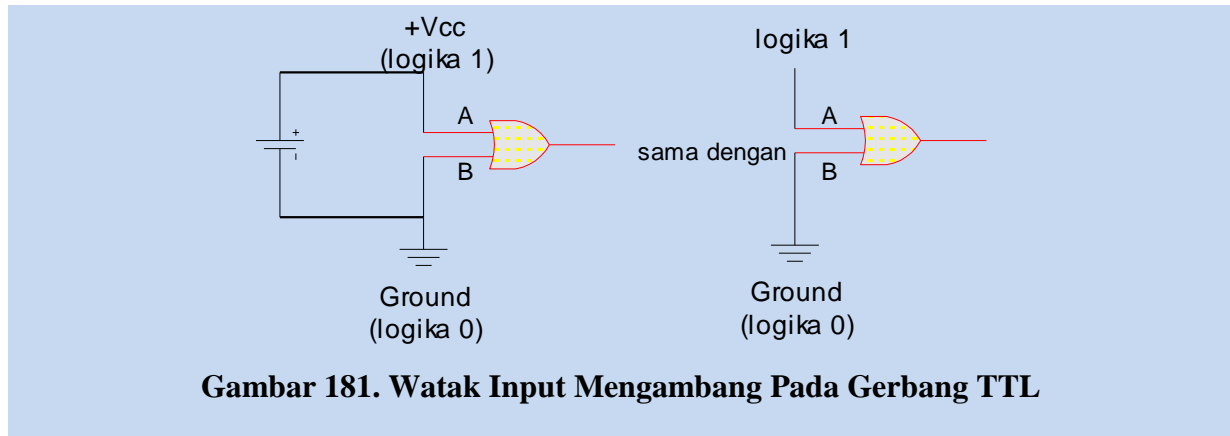 +Vcc
(logika 1)
A
B
+
-
Ground
(logika 0)
sama dengan
logika 1
A
B
Ground
(logika 0)
Gambar 181. Watak Input Mengambang Pada Gerbang TTL